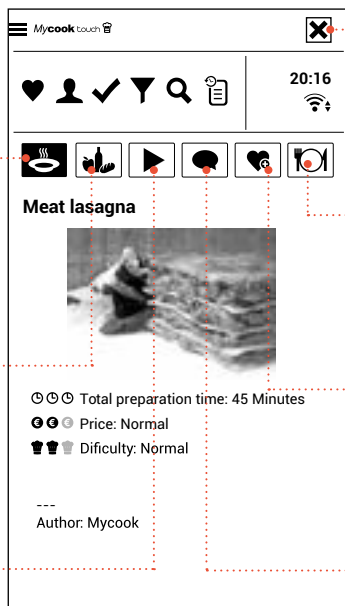 Mycook touch
20:16
Meat lasagna
Total preparation time: 45 Minutes
Price: Normal
Dificulty: Normal
---
Author: Mycook